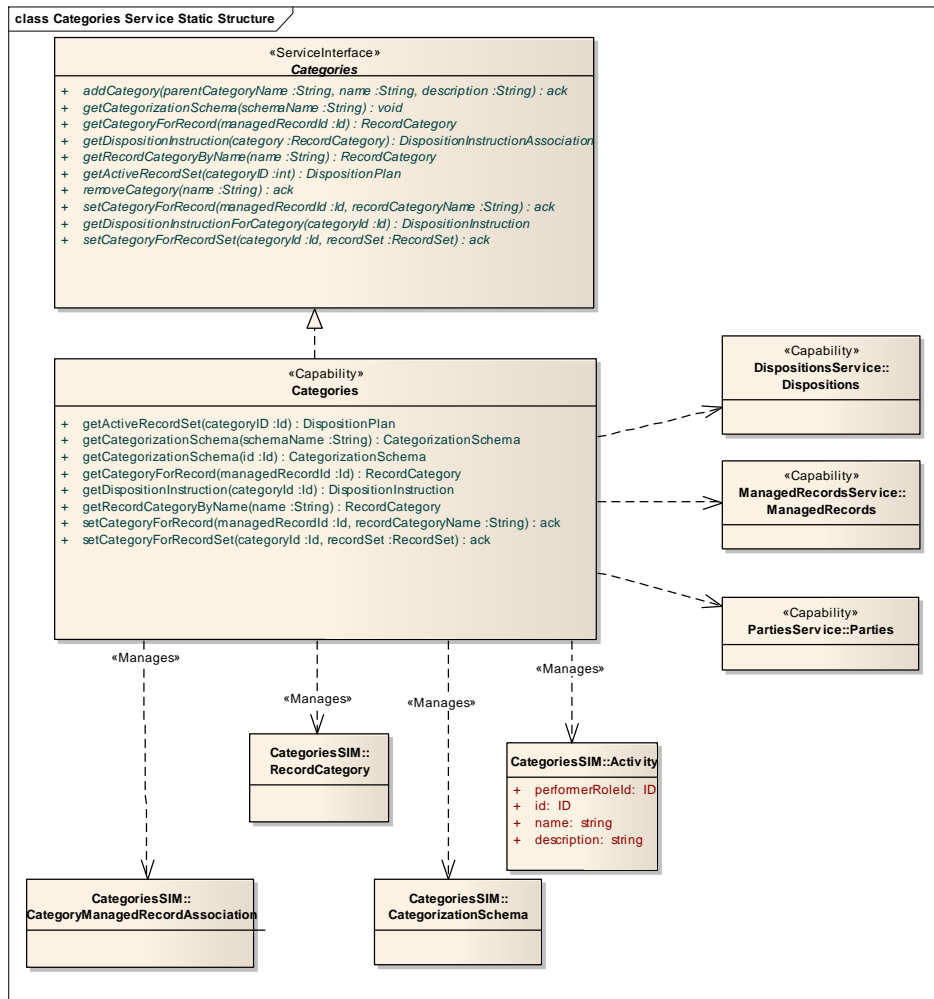 class Categories Service Static Structure
«ServiceInterface»
Categories
+ addCategory(parentCategoryName :String, name :String, description :String) : ack
+ getCategorizationSchema(schemaName :String) : void
+ getCategoryForRecord(managedRecordId :Id) : RecordCategory
+ getDispositionInstruction(category :RecordCategory) : DispositionInstructionAssociation
+ getRecordCategoryByName(name :String) : RecordCategory
+ getActiveRecordSet(categoryID :int) : DispositionPlan
+ removeCategory(name :String) : ack
+ setCategoryForRecord(managedRecordId :Id, recordCategoryName :String) : ack
+ getDispositionInstructionForCategory(categoryId :Id) : DispositionInstruction
+ setCategoryForRecordSet(categoryId :Id, recordSet :RecordSet) : ack
«Capability»
Categories
+ getActiveRecordSet(categoryID :Id) : DispositionPlan
+ getCategorizationSchema(schemaName :String) : CategorizationSchema
+ getCategorizationSchema(id :Id) : CategorizationSchema
+ getCategoryForRecord(managedRecordId :Id) : RecordCategory
+ getDispositionInstruction(categoryId :Id) : DispositionInstruction
+ getRecordCategoryByName(name :String) : RecordCategory
+ setCategoryForRecord(managedRecordId :Id, recordCategoryName :String) : ack
+ setCategoryForRecordSet(categoryId :Id, recordSet :RecordSet) : ack
«Capability»
DispositionsService::
Dispositions
«Capability»
ManagedRecordsService::
ManagedRecords
«Capability»
PartiesService::Parties
«Manages»
«Manages»
«Manages»
«Manages»
CategoriesSIM::
RecordCategory
CategoriesSIM::Activity
+ performerRoleId: ID
+ id: ID
+ name: string
+ description: string
CategoriesSIM::
CategoryManagedRecordAssociation
CategoriesSIM::
CategorizationSchema